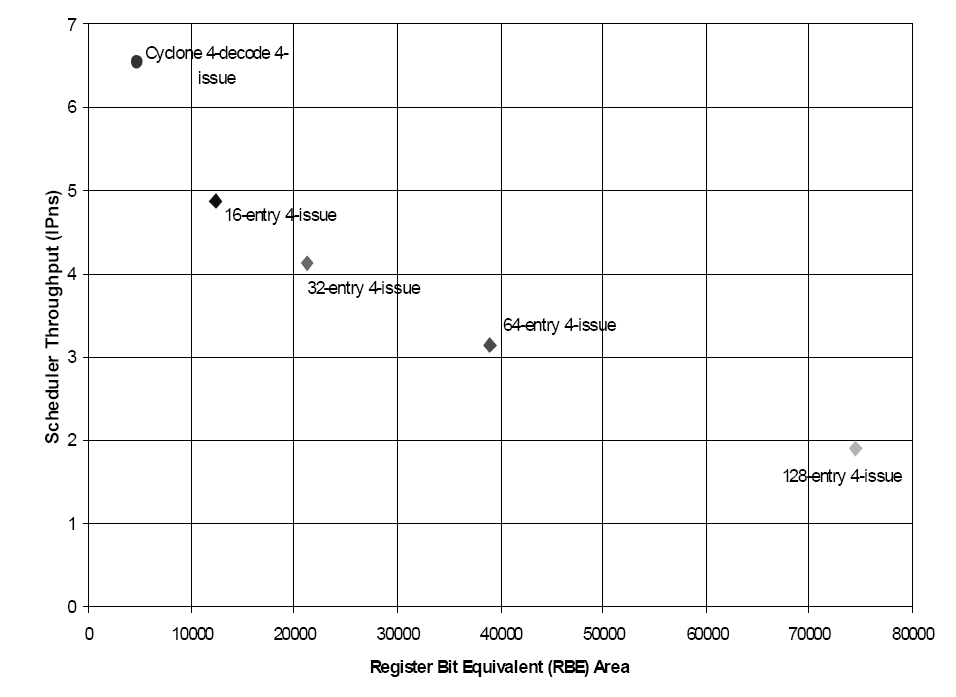 7
Cyclone 4-decode 4-
issue
6
5
16-entry 4-issue
4
32-entry 4-issue
64-entry 4-issue
3
2
128-entry 4-issue
1
0
Scheduler Throughput (IPns)
0 10000 20000 30000 40000 50000 60000 70000 80000
Register Bit Equivalent (RBE) Area